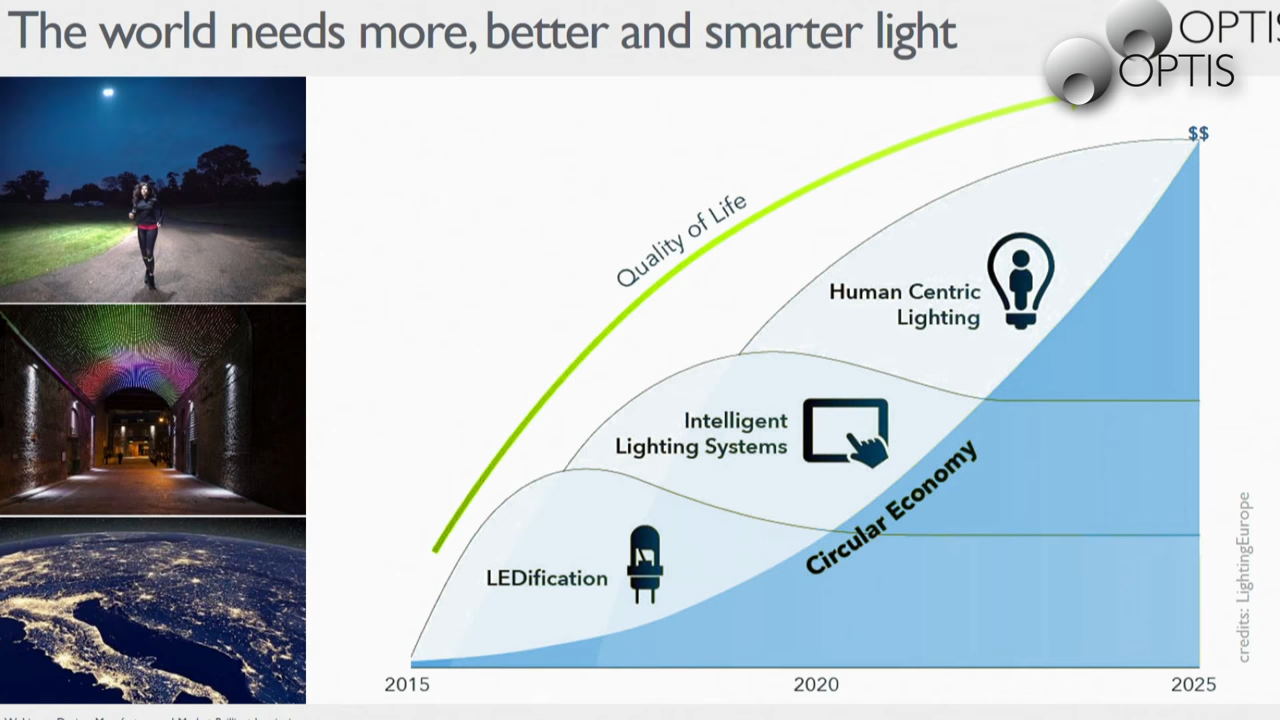 The world needs more, better and smarter light
OPTIS
OPTIS
$$
Quality of Life
Human Centric
Lighting
Intelligent
Lighting Systems
Circular Economy
LEDification
credits: LightingEurope
2015
2020
2025